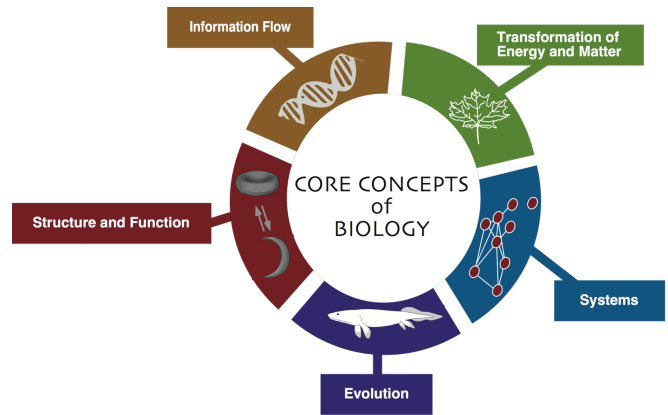 Information Flow
Transformation of
Energy and Matter
CORE CONCEPTS
of
BIOLOGY
Structure and Function
Systems
Evolution